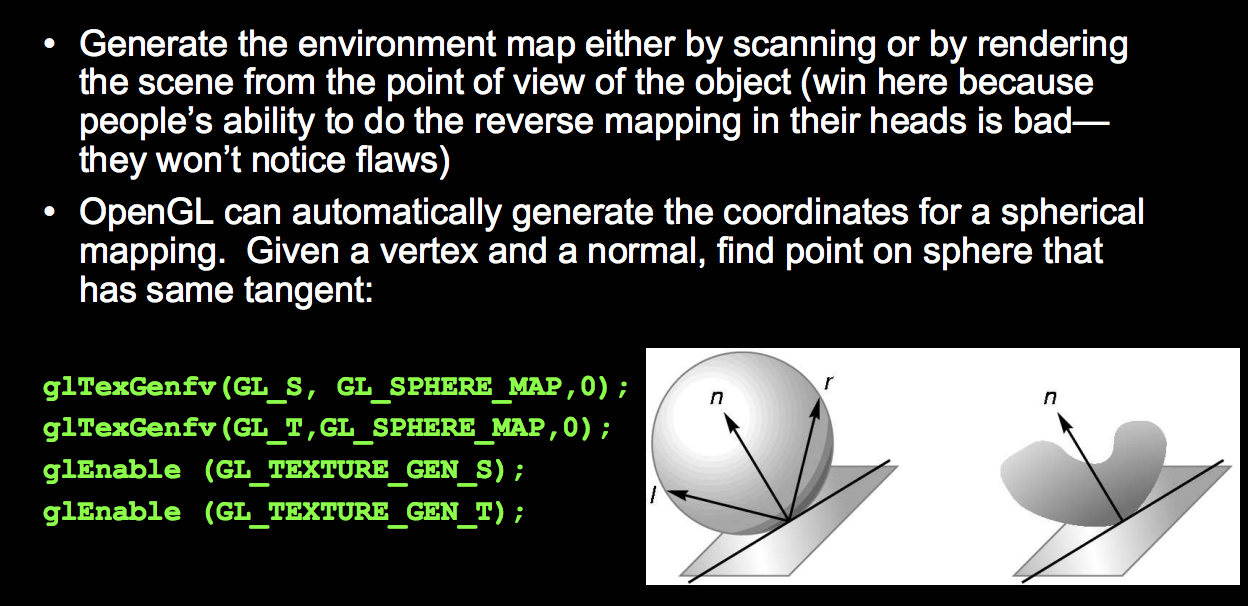 • Generate the environment map either by scanning or by rendering
the scene from the point of view of the object (win here because
people’s ability to do the reverse mapping in their heads is bad—
they won’t notice flaws)
• OpenGL can automatically generate the coordinates for a spherical
mapping.  Given a vertex and a normal, find point on sphere that
has same tangent:
glTexGenfv(GL_S, GL_SPHERE_MAP,0);
glTexGenfv(GL_T,GL_SPHERE_MAP,0);
glEnable (GL_TEXTURE_GEN_S);
glEnable (GL_TEXTURE_GEN_T);
n
r
l
n